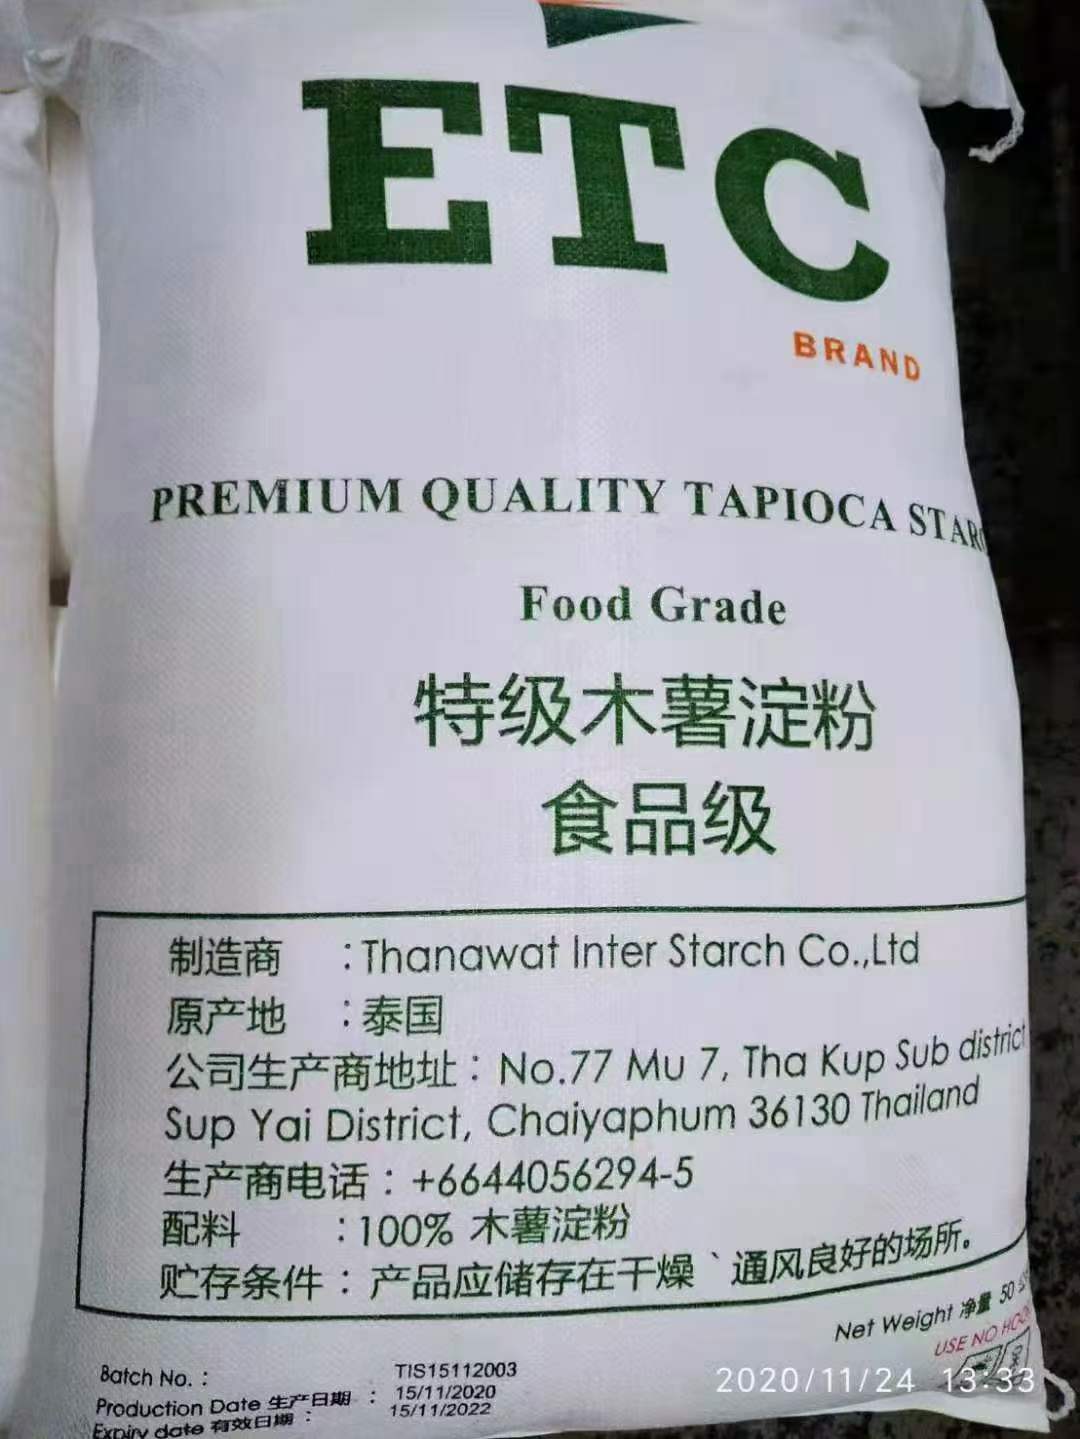 ETC
BRAND
PREMIUM QUALITY TAPIOCA
Food Grade
特级木薯淀粉
食品级
制造商 :Thanawat Inter Starch Co.,Ltd
原产地 :泰国
公司生产商地址: No.77 Mu 7, Tha Kup Sub district
Sup Yai District, Chaiyaphum 36130 Thailand
生产商电话: +6644056294-5
配料 :100% 木薯淀粉
贮存条件: 产品应储存在干燥`通风良好的场所。
Net Weight 净量 50
USE NO
Batch No. : TIS15112003
Production Date 生产日期 : 15/11/2020
Expiry date 有效日期 : 15/11/2022
2020/11/24 13:33